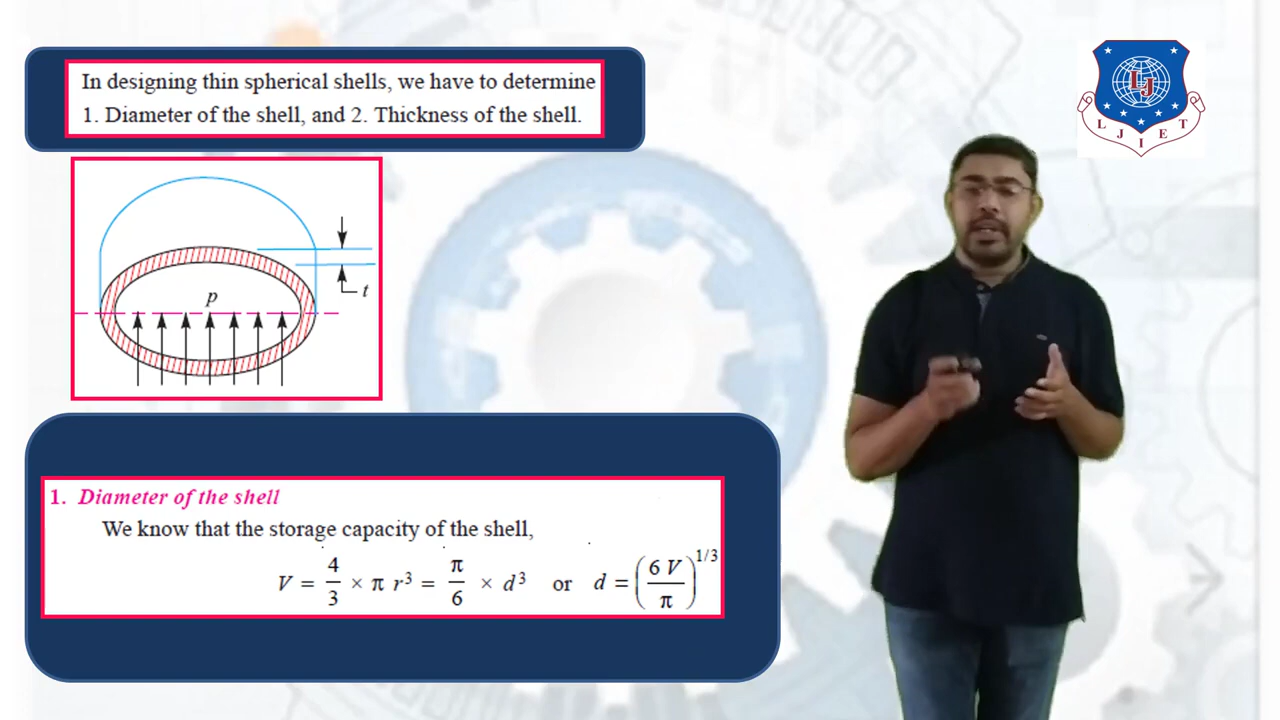 In designing thin spherical shells, we have to determine
1. Diameter of the shell, and 2. Thickness of the shell.
p
t
1. Diameter of the shell
We know that the storage capacity of the shell,
V = 4/3 × π r³ = π/6 × d³ or d = (6 V/π)^1/3
LJ
L J I E T